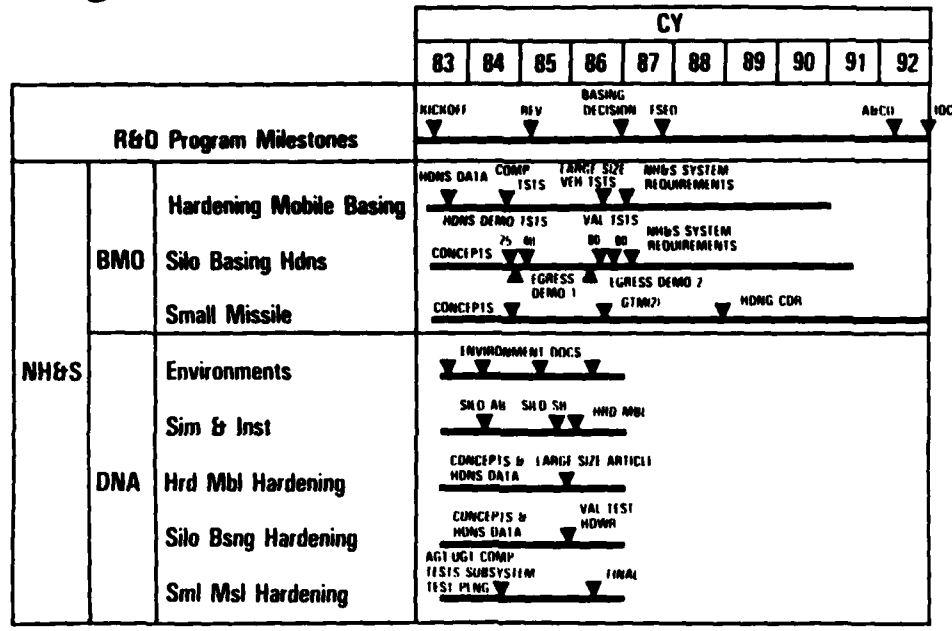 CY
83 84 85 86 87 88 89 90 91 92
R&D Program Milestones
KICKOFF REV BASING DECISION FSED IOC
NH&S
BMO
Hardening Mobile Basing
HDNS DATA COMP TSTS LARGE SIZE VEH TSTS NH&S SYSTEM REQUIREMENTS
HDNS DEMO TSTS VAL TSTS
Silo Basing Hdns
CONCEPTS 25 80 80 NH&S SYSTEM REQUIREMENTS
EGRESS DEMO 1 EGRESS DEMO 2
Small Missile
CONCEPTS HDNG CDR
DNA
Environments
ENVIRONMENT DOCS
Sim & Inst
SILO AB SILO SH HRD MBL
Hrd Mbl Hardening
CONCEPTS & HDNS DATA LARGE SIZE ARTICLE
Silo Bsng Hardening
CONCEPTS & HDNS DATA VAL TEST HDWR
Sml Msl Hardening
AGT UGT COMP TESTS SUBSYSTEM TEST PLNG FINAL